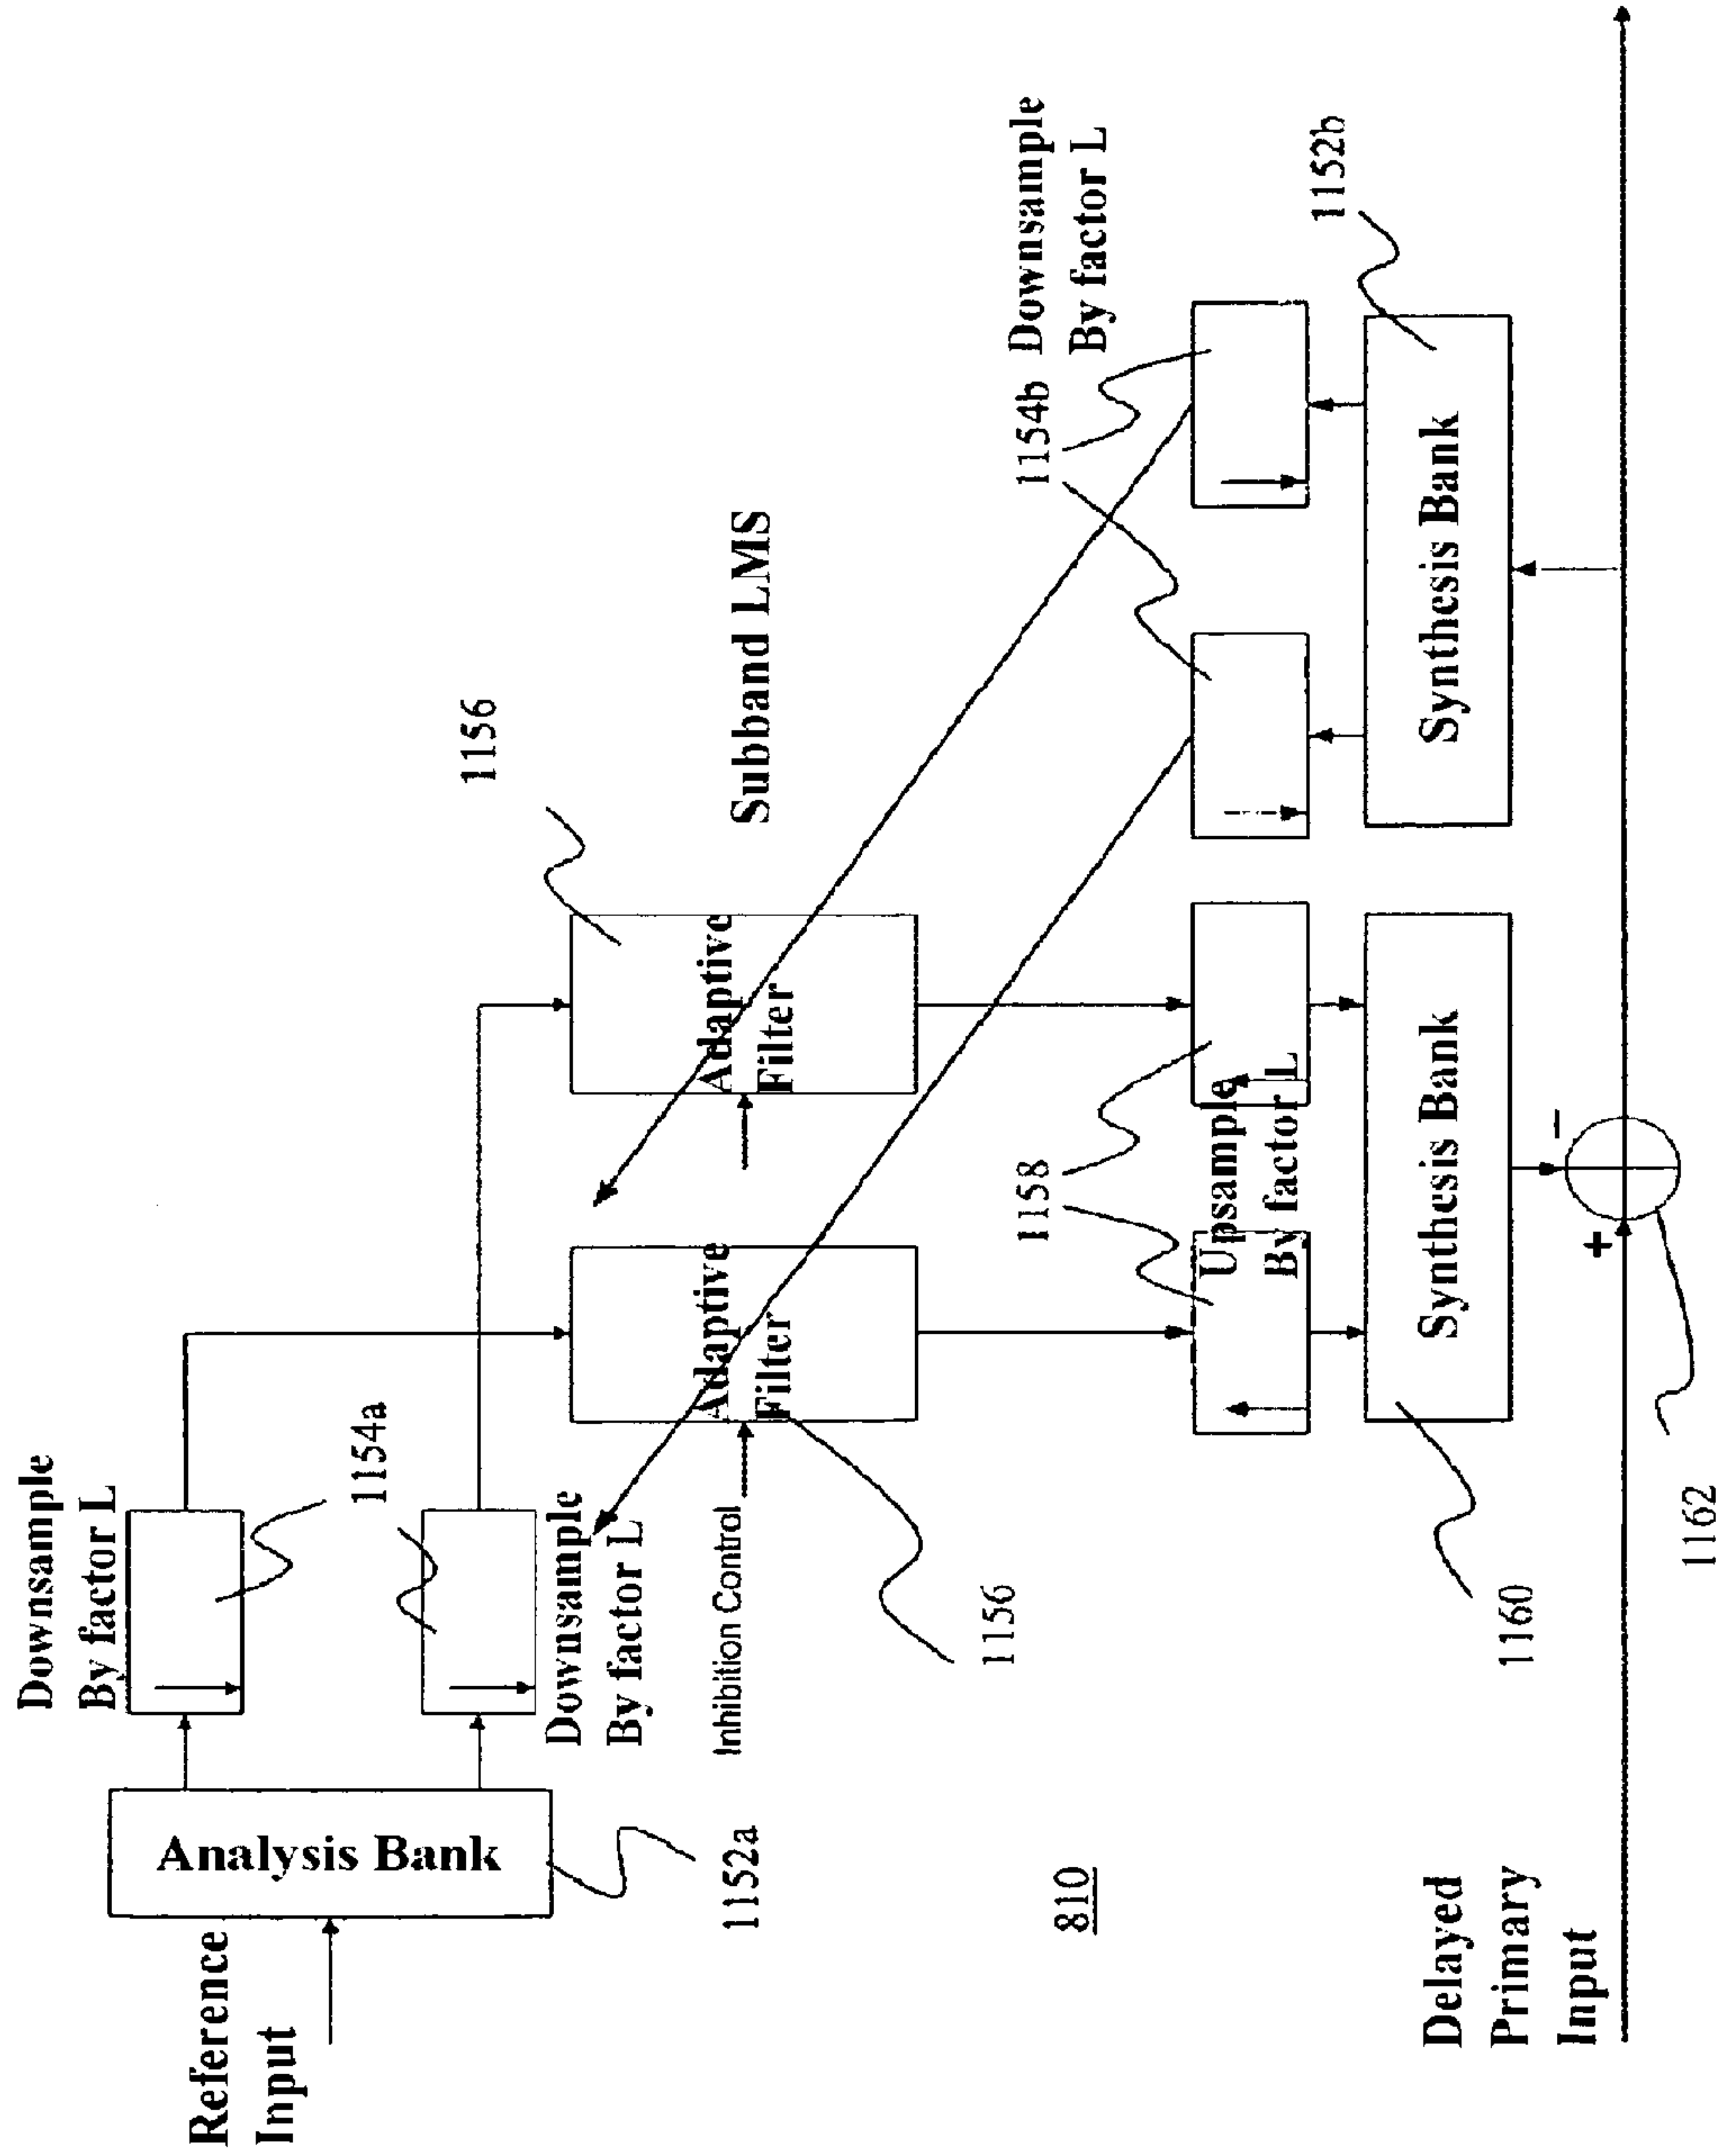 Downsample
By factor L
1154a
Analysis Bank
Reference
Input
1152a
Downsample
By factor L
Inhibition Control
1156
Adaptive
Filter
Adaptive
Filter
1156
Subband LMS
1154b
Downsample
By factor L
1158
Upsample
By factor L
Synthesis Bank
Synthesis Bank
1152b
1160
1162
+
−
810
Delayed
Primary
Input